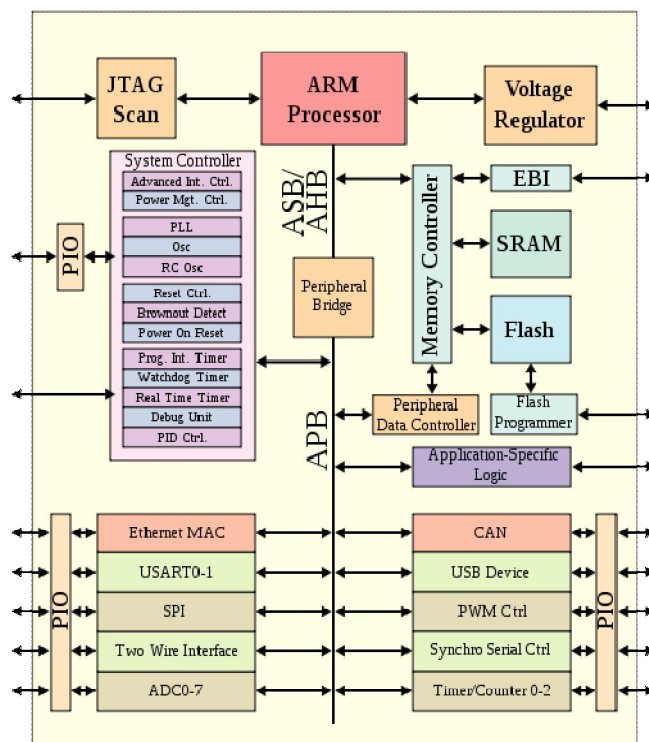 JTAG
Scan
ARM
Processor
Voltage
Regulator
System Controller
Advanced Int. Ctrl.
Power Mgt. Ctrl.
PLL
Osc
RC Osc
Reset Ctrl.
Brownout Detect
Power On Reset
Prog. Int. Timer
Watchdog Timer
Real Time Timer
Debug Unit
PID Ctrl.
PIO
ASB/
AHB
Peripheral
Bridge
APB
Memory Controller
EBI
SRAM
Flash
Peripheral
Data Controller
Flash
Programmer
Application-Specific
Logic
PIO
Ethernet MAC
USART0-1
SPI
Two Wire Interface
ADC0-7
CAN
USB Device
PWM Ctrl
Synchro Serial Ctrl
Timer/Counter 0-2
PIO